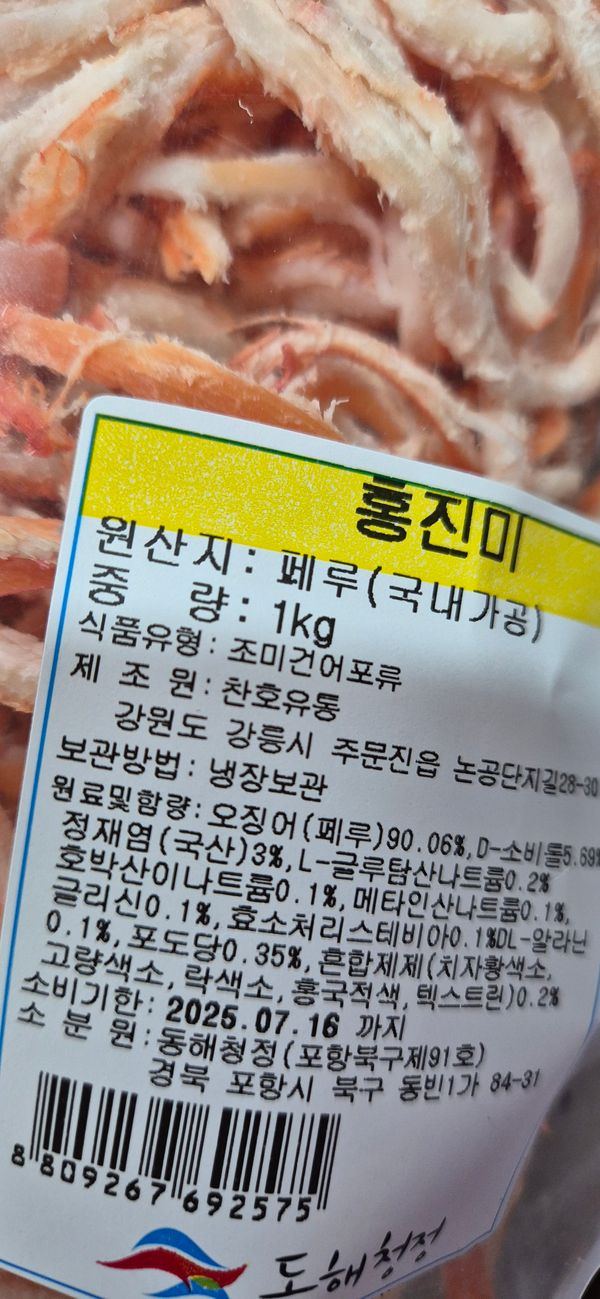 홍진미
원산지: 페루(국내가공)
중 량: 1kg
식품유형: 조미건어포류
제 조 원: 찬호유통
강원도 강릉시 주문진읍 논공단지길28-30
보관방법: 냉장보관
원료및함량: 오징어(페루)90.06%, D-소비톨5.69%
정재염(국산)3%, L-글루탐산나트륨0.2%
호박산이나트륨0.1%, 메타인산나트륨0.1%,
글리신0.1%, 효소처리스테비아0.1%DL-알라닌
0.1%, 포도당0.35%, 혼합제제(치자황색소,
고량색소, 락색소, 홍국적색, 텍스트린)0.2%
소비기한: 2025.07.16 까지
소 분 원: 동해청정(포항북구제91호)
경북 포항시 북구 동빈1가 84-31
8 809267 692575
동해청정